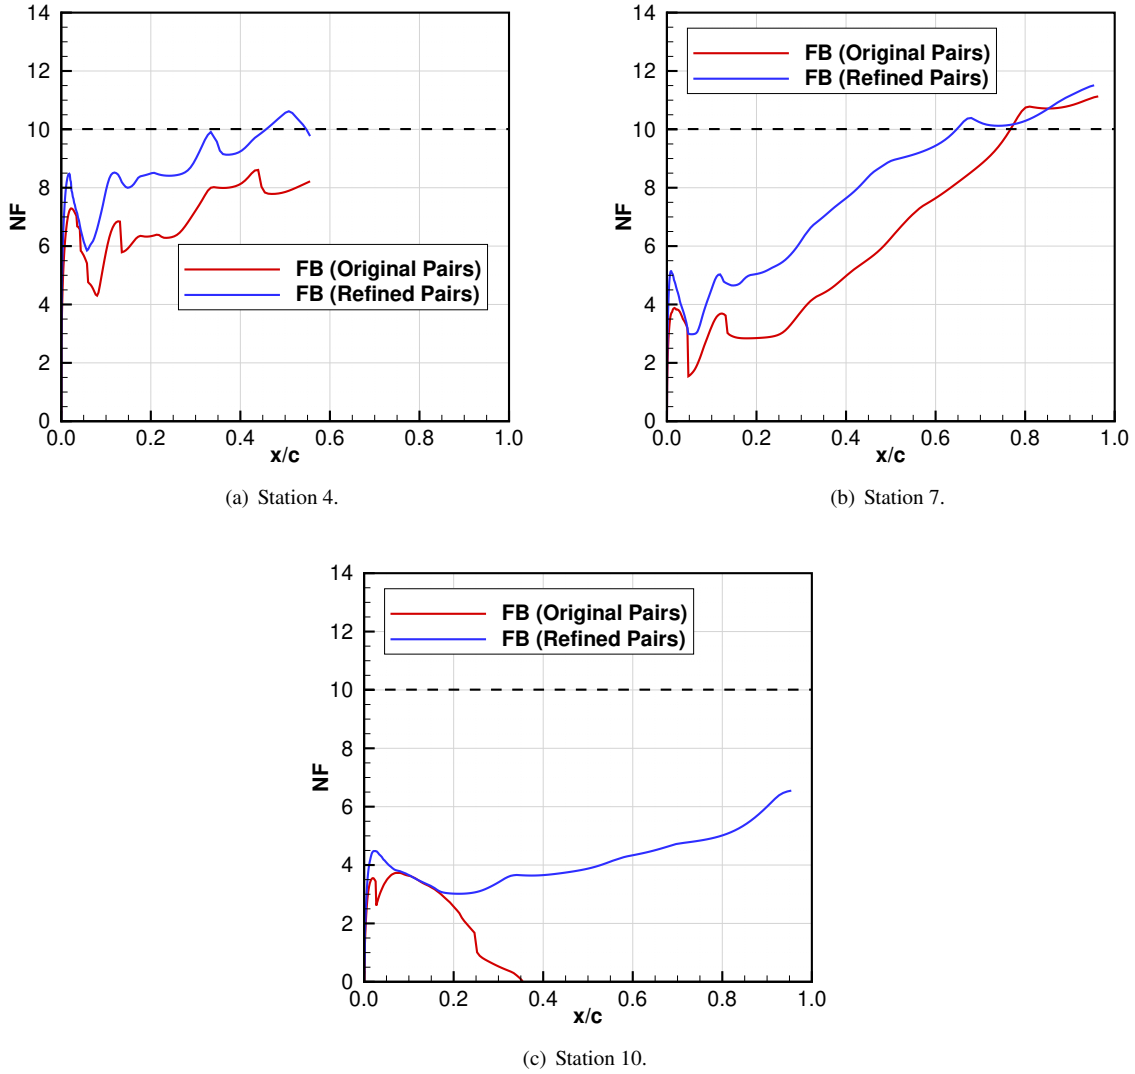 14
12
10
8
6
4
2
0
NF
FB (Original Pairs)
FB (Refined Pairs)
0.0 0.2 0.4 0.6 0.8 1.0
x/c
(a) Station 4.
14
12
10
8
6
4
2
0
NF
FB (Original Pairs)
FB (Refined Pairs)
0.0 0.2 0.4 0.6 0.8 1.0
x/c
(b) Station 7.
14
12
10
8
6
4
2
0
NF
FB (Original Pairs)
FB (Refined Pairs)
0.0 0.2 0.4 0.6 0.8 1.0
x/c
(c) Station 10.